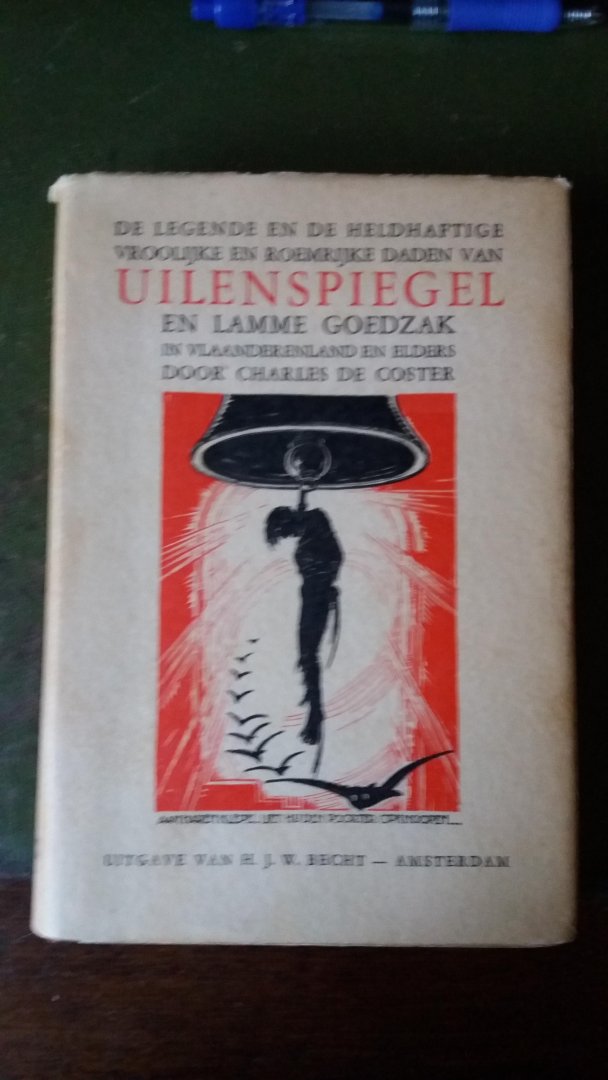 DE LEGENDE EN DE HELDHAFTIGE
VROOLIJKE EN ROEMRIJKE DADEN VAN
UILENSPIEGEL
EN LAMME GOEDZAK
IN VLAANDERENLAND EN ELDERS
DOOR CHARLES DE COSTER
UITGAVE VAN H. J. W. BECHT — AMSTERDAM